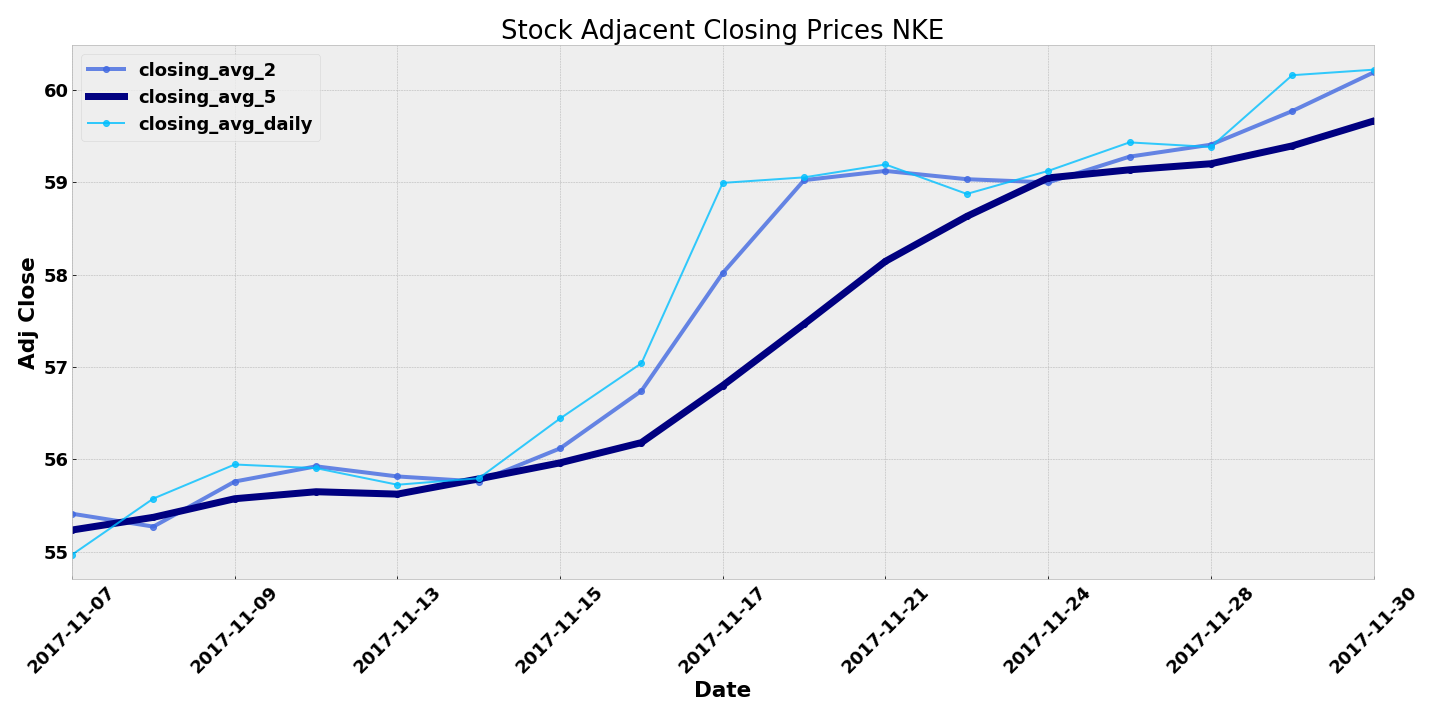 Stock Adjacent Closing Prices NKE
closing_avg_2
closing_avg_5
closing_avg_daily
60
59
58
57
56
55
Adj Close
2017-11-07
2017-11-09
2017-11-13
2017-11-15
2017-11-17
2017-11-21
2017-11-24
2017-11-28
2017-11-30
Date